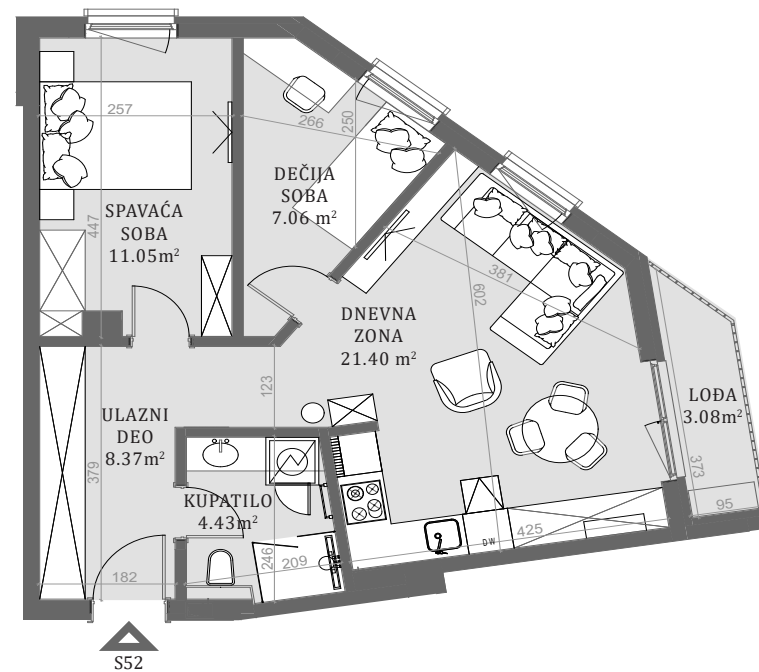 257
266
250
DEČIJA
SOBA
7.06 m²
SPAVAĆA
SOBA
11.05m²
447
381
602
DNEVNA
ZONA
21.40 m²
123
LOĐA
3.08m²
ULAZNI
DEO
8.37m²
379
373
KUPATILO
4.43m²
95
425
DW
246
209
182
S52